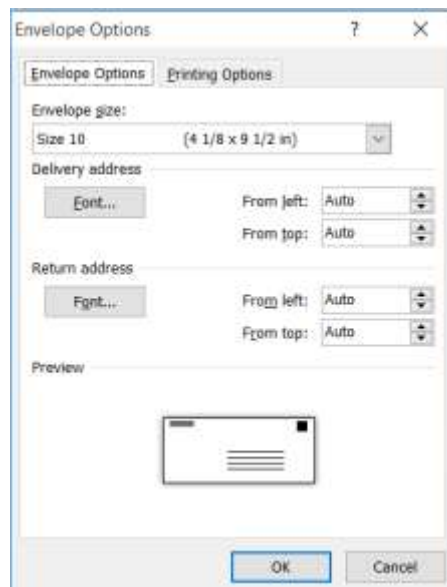 Envelope Options ? ×
Envelope Options Printing Options
Envelope size:
Size 10 (4 1/8 x 9 1/2 in)
Delivery address
Font... From left: Auto
From top: Auto
Return address
Font... From left: Auto
From top: Auto
Preview
OK Cancel